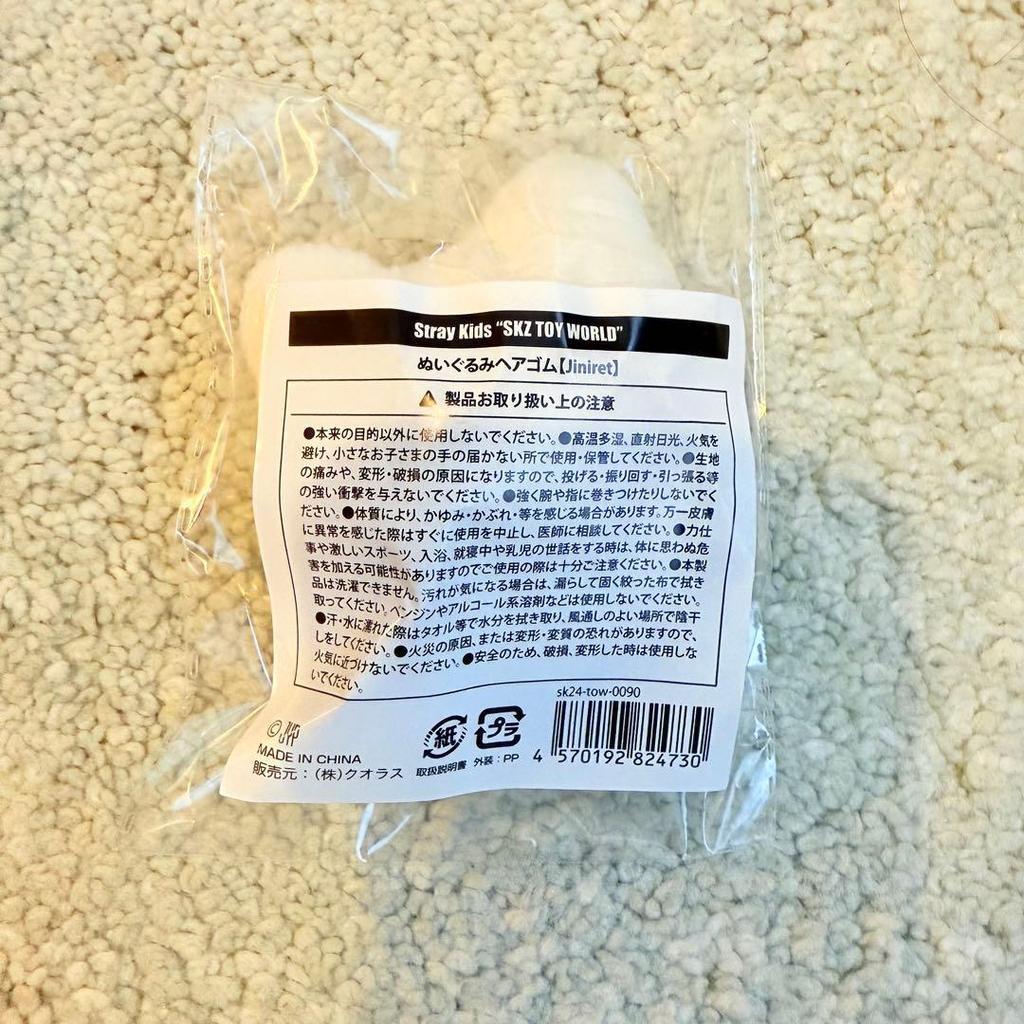 Stray Kids “SKZ TOY WORLD”
ぬいぐるみヘアゴム【Jiniret】
⚠ 製品お取り扱い上の注意
●本来の目的以外に使用しないでください。●高温多湿、直射日光、火気を
避け、小さなお子さまの手の届かない所で使用・保管してください。●生地
の痛みや、変形・破損の原因になりますので、投げる・振り回す・引っ張る等
の強い衝撃を与えないでください。●強く腕や指に巻きつけたりしないでく
ださい。●体質により、かゆみ・かぶれ・等を感じる場合があります。万一皮膚
に異常を感じた際はすぐに使用を中止し、医師に相談してください。●力仕
事や激しいスポーツ、入浴、就寝中や乳児の世話をする時は、体に思わぬ危
害を加える可能性がありますのでご使用の際は十分ご注意ください。●本製
品は洗濯できません。汚れが気になる場合は、濡らして固く絞った布で拭き
取ってください。ベンジンやアルコール系溶剤などは使用しないでください。
●汗・水に濡れた際はタオル等で水分を拭き取り、風通しのよい場所で陰干
しをしてください。●火災の原因、または変形・変質の恐れがありますので、
火気に近づけないでください。●安全のため、破損、変形した時は使用しな
いでください。
sk24-tow-0090
© JYP
MADE IN CHINA
販売元：（株）クオラス
紙
取扱説明書
プラ
外装：PP
4 570192 824730